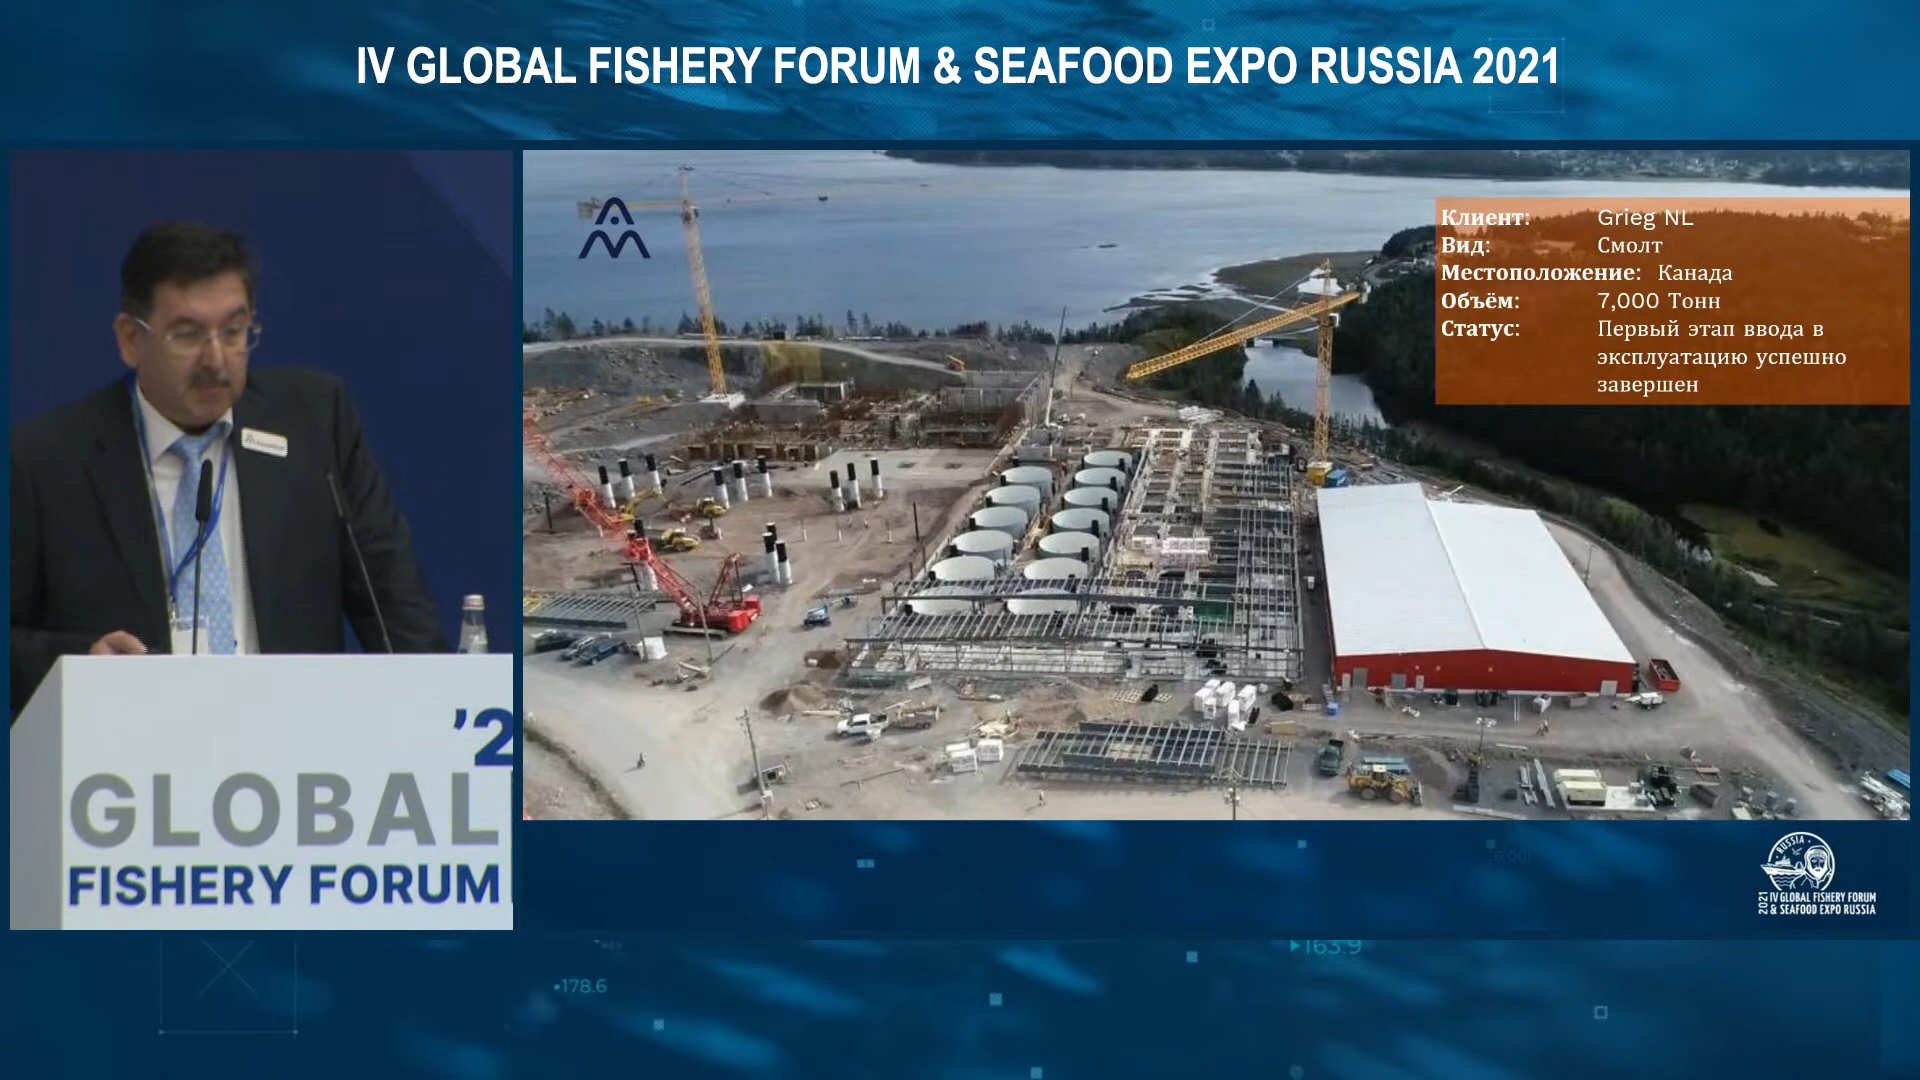 IV GLOBAL FISHERY FORUM & SEAFOOD EXPO RUSSIA 2021
Клиент: Grieg NL
Вид: Смолт
Местоположение: Канада
Объём: 7,000 Тонн
Статус: Первый этап ввода в
эксплуатацию успешно
завершен
'2
GLOBAL
FISHERY FORUM
RUSSIA
2021
IV GLOBAL FISHERY FORUM
& SEAFOOD EXPO RUSSIA
163.9
178.6